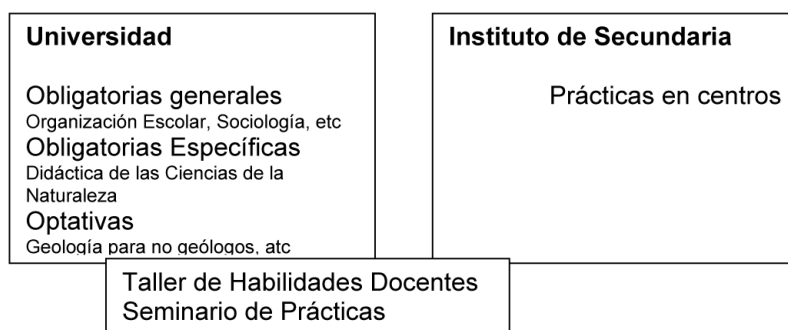 Universidad
Obligatorias generales
Organización Escolar, Sociología, etc
Obligatorias Específicas
Didáctica de las Ciencias de la
Naturaleza
Optativas
Geología para no geólogos, atc
Instituto de Secundaria
Prácticas en centros
Taller de Habilidades Docentes
Seminario de Prácticas